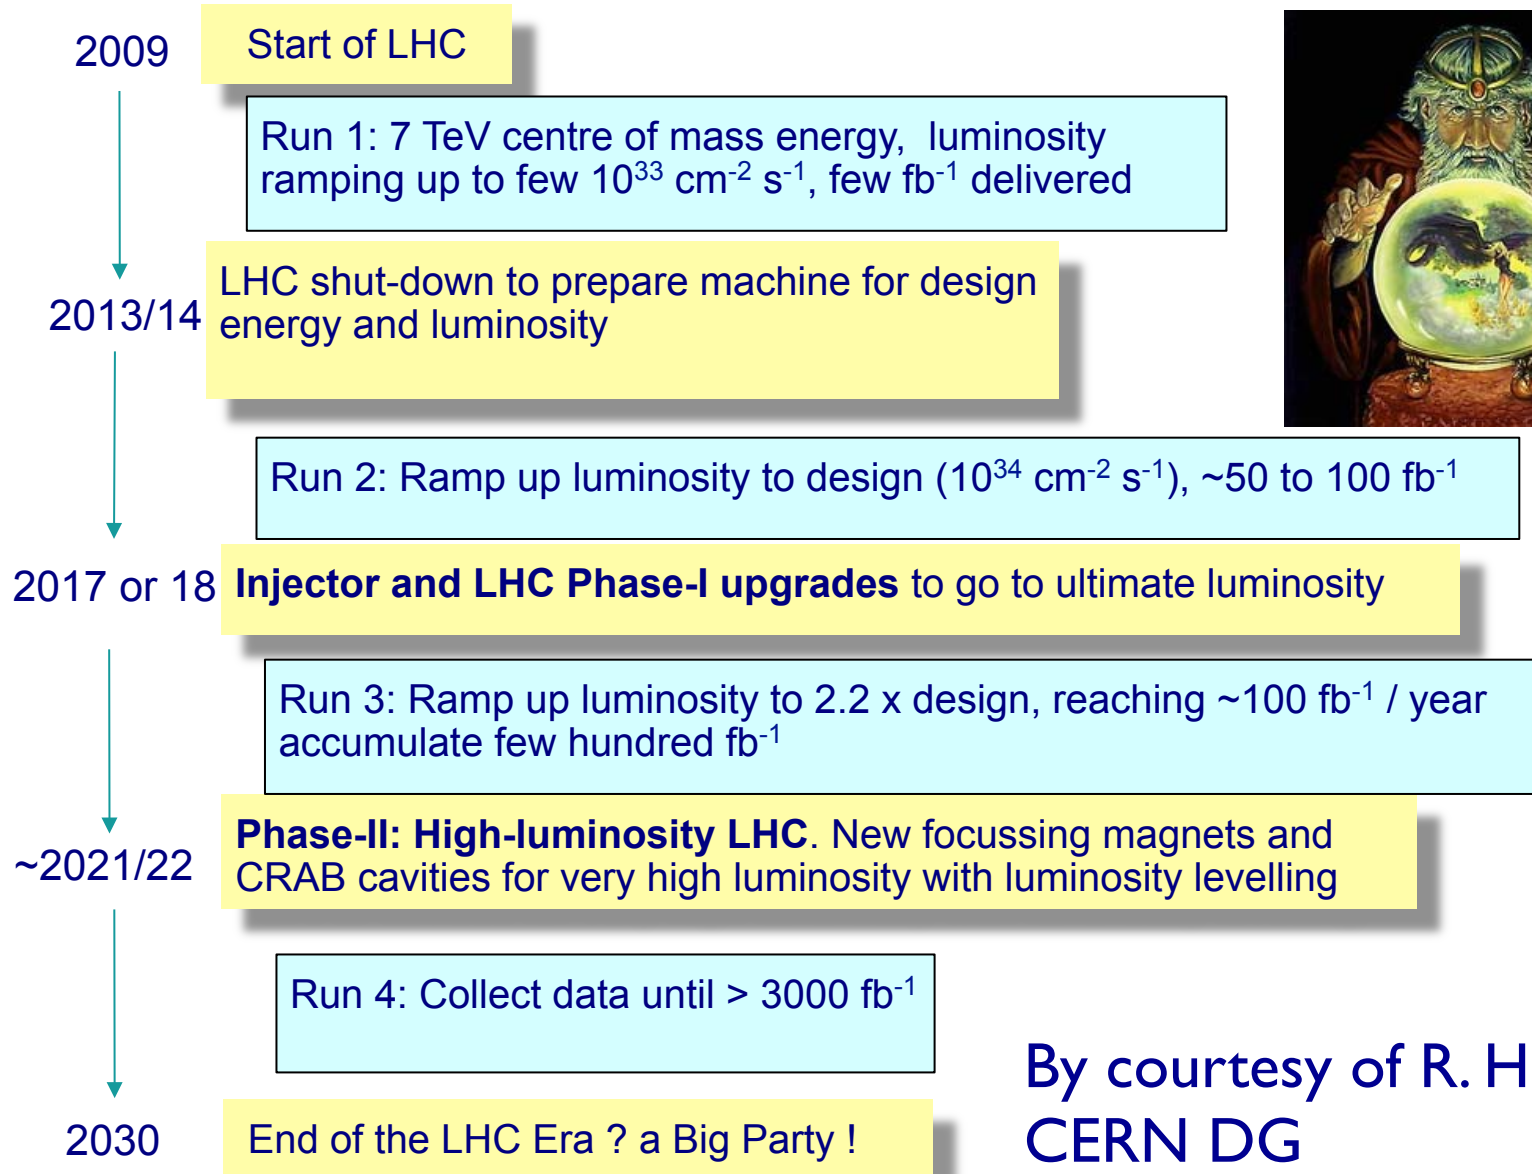 2009
Start of LHC
Run 1: 7 TeV centre of mass energy, luminosity
ramping up to few 10³³ cm⁻² s⁻¹, few fb⁻¹ delivered
2013/14
LHC shut-down to prepare machine for design
energy and luminosity
Run 2: Ramp up luminosity to design (10³⁴ cm⁻² s⁻¹), ~50 to 100 fb⁻¹
2017 or 18
Injector and LHC Phase-I upgrades to go to ultimate luminosity
Run 3: Ramp up luminosity to 2.2 x design, reaching ~100 fb⁻¹ / year
accumulate few hundred fb⁻¹
~2021/22
Phase-II: High-luminosity LHC. New focussing magnets and
CRAB cavities for very high luminosity with luminosity levelling
Run 4: Collect data until > 3000 fb⁻¹
2030
End of the LHC Era ? a Big Party !
By courtesy of R. H
CERN DG